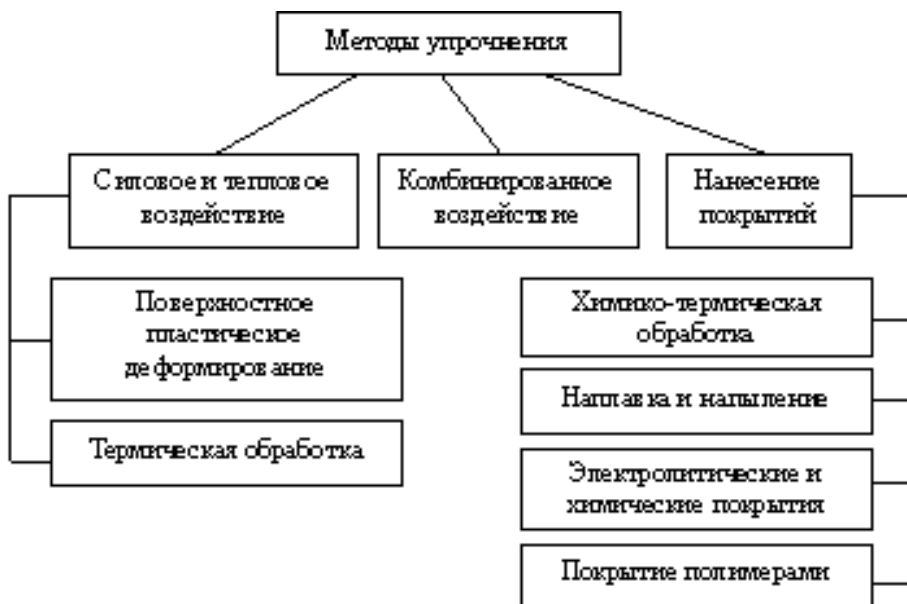 Методы упрочнения
Силовое и тепловое
воздействие
Комбинированное
воздействие
Нанесение
покрытий
Поверхностное
пластическое
деформирование
Термическая обработка
Химико-термическая
обработка
Наплавка и напыление
Электролитические и
химические покрытия
Покрытие полимерами